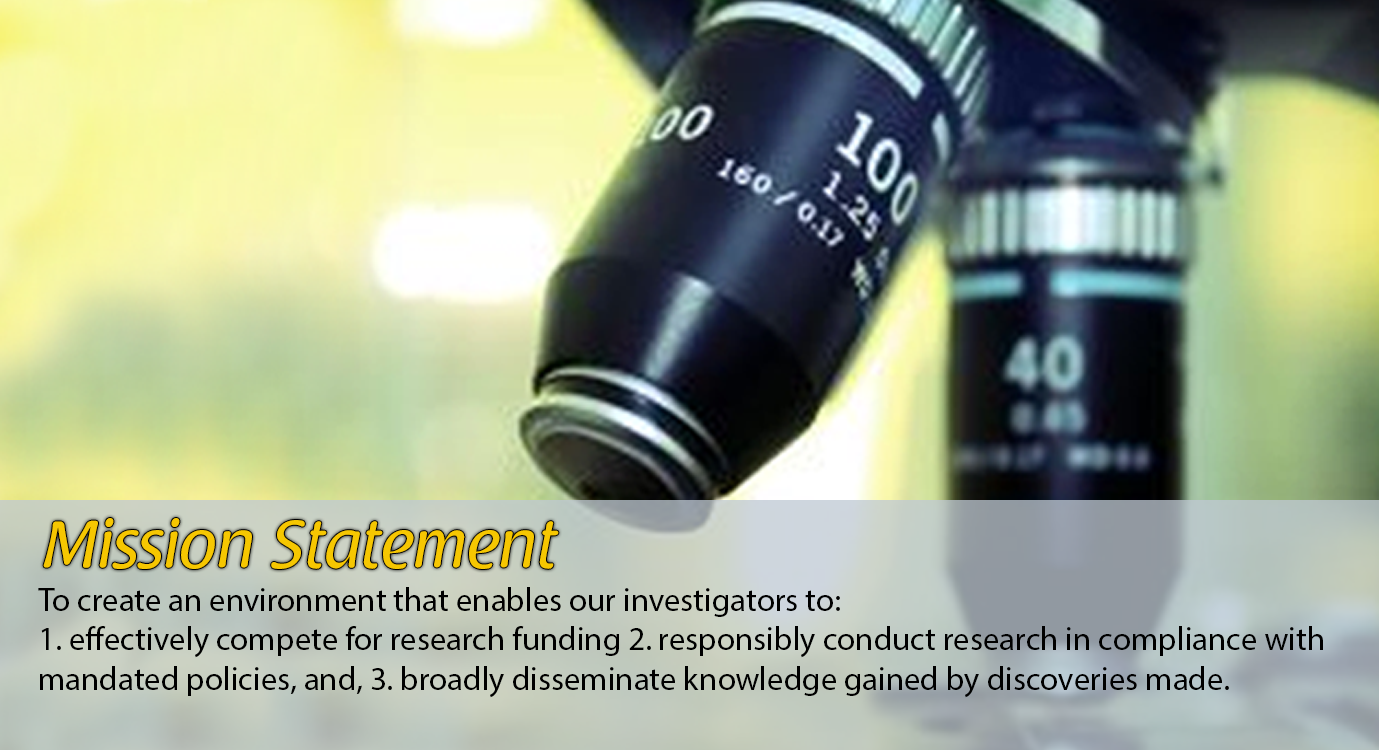 100
160/0.17
100
1.25
40
0.65
Mission Statement
To create an environment that enables our investigators to:
1. effectively compete for research funding 2. responsibly conduct research in compliance with
mandated policies, and, 3. broadly disseminate knowledge gained by discoveries made.